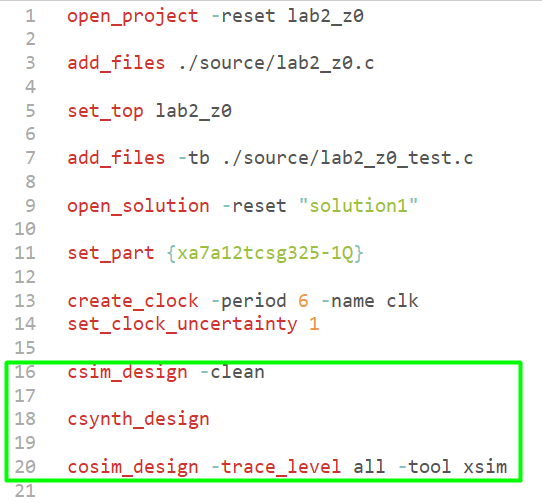 1 open_project -reset lab2_z0
2
3 add_files ./source/lab2_z0.c
4
5 set_top lab2_z0
6
7 add_files -tb ./source/lab2_z0_test.c
8
9 open_solution -reset "solution1"
10
11 set_part {xa7a12tcsg325-1Q}
12
13 create_clock -period 6 -name clk
14 set_clock_uncertainty 1
15
16 csim_design -clean
17
18 csynth_design
19
20 cosim_design -trace_level all -tool xsim
21